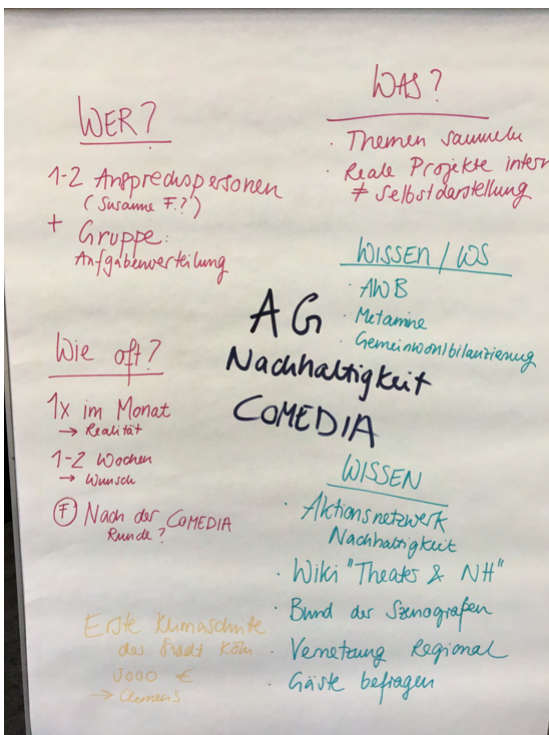 WER?
1-2 Ansprechspersonen
(Susanne F.?)
+ Gruppe:
Aufgabenverteilung
WAS?
· Themen sammeln
· Reale Projekte intern
≠ Selbstdarstellung
WISSEN / WS
· AWB
· Metamine
· Gemeinwohlbilanzierung
AG
Nachhaltigkeit
COMEDIA
Wie oft?
1x im Monat
→ Realität
1-2 Wochen
→ Wunsch
(F) Nach der COMEDIA
Runde?
WISSEN
· Aktionsnetzwerk
Nachhaltigkeit
· Wiki "Theater & NH"
· Bund der Szenografen
· Vernetzung Regional
· Gäste befragen
Erste Klimaschritte
der Stadt Köln
5000 €
→ Clemens